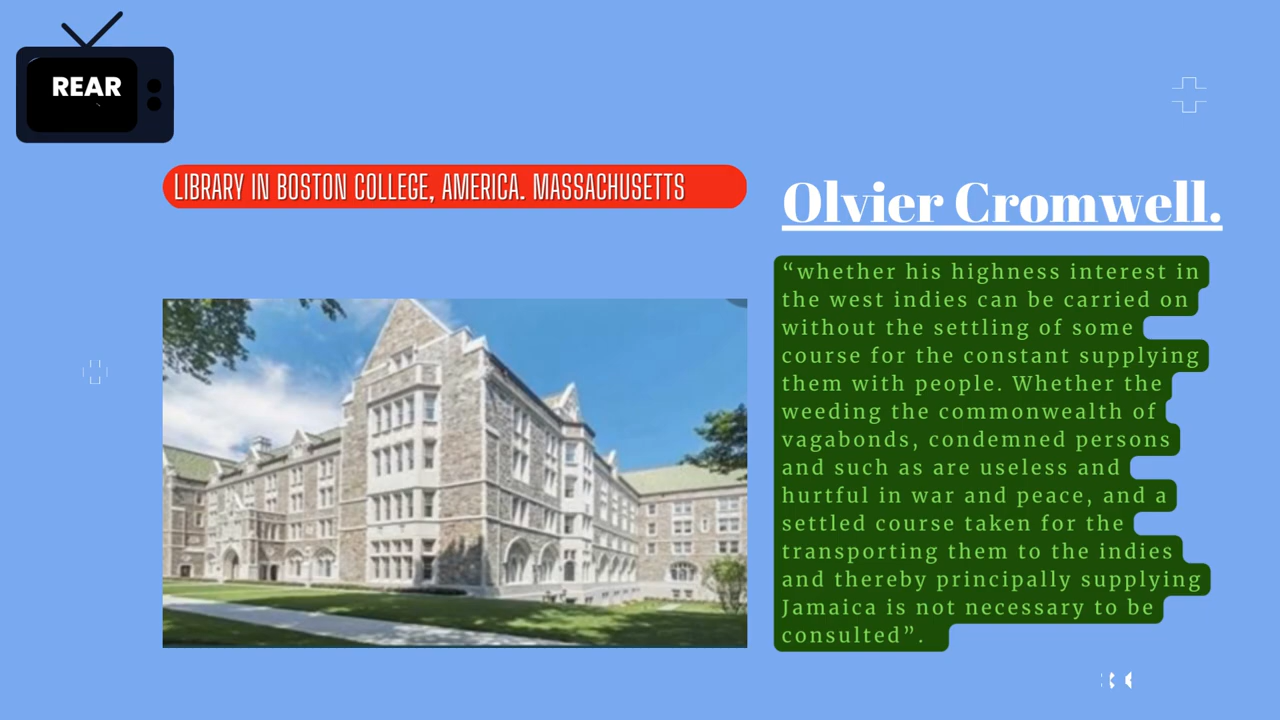 REAR
LIBRARY IN BOSTON COLLEGE, AMERICA. MASSACHUSETTS
Olvier Cromwell.
“whether his highness interest in
the west indies can be carried on
without the settling of some
course for the constant supplying
them with people. Whether the
weeding the commonwealth of
vagabonds, condemned persons
and such as are useless and
hurtful in war and peace, and a
settled course taken for the
transporting them to the indies
and thereby principally supplying
Jamaica is not necessary to be
consulted”.